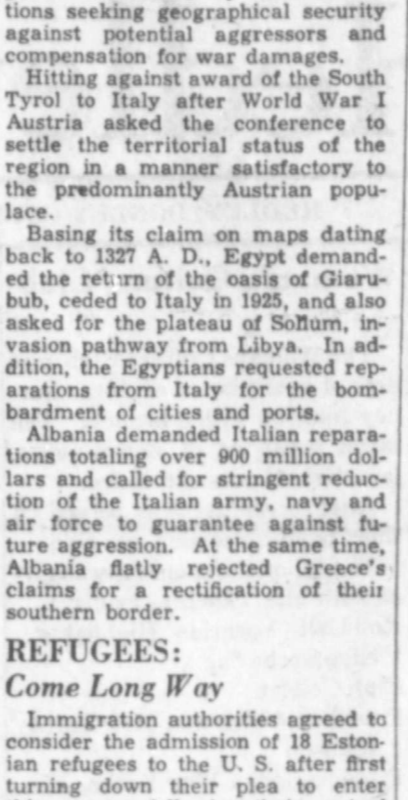 tions seeking geographical security
against potential aggressors and
compensation for war damages.
Hitting against award of the South
Tyrol to Italy after World War I
Austria asked the conference to
settle the territorial status of the
region in a manner satisfactory to
the predominantly Austrian popu-
lace.
Basing its claim on maps dating
back to 1327 A. D., Egypt demand-
ed the return of the oasis of Giaru-
bub, ceded to Italy in 1925, and also
asked for the plateau of Sollum, in-
vasion pathway from Libya. In ad-
dition, the Egyptians requested rep-
arations from Italy for the bom-
bardment of cities and ports.
Albania demanded Italian repara-
tions totaling over 900 million dol-
lars and called for stringent reduc-
tion of the Italian army, navy and
air force to guarantee against fu-
ture aggression. At the same time,
Albania flatly rejected Greece's
claims for a rectification of their
southern border.
REFUGEES:
Come Long Way
Immigration authorities agreed to
consider the admission of 18 Eston-
ian refugees to the U. S. after first
turning down their plea to enter